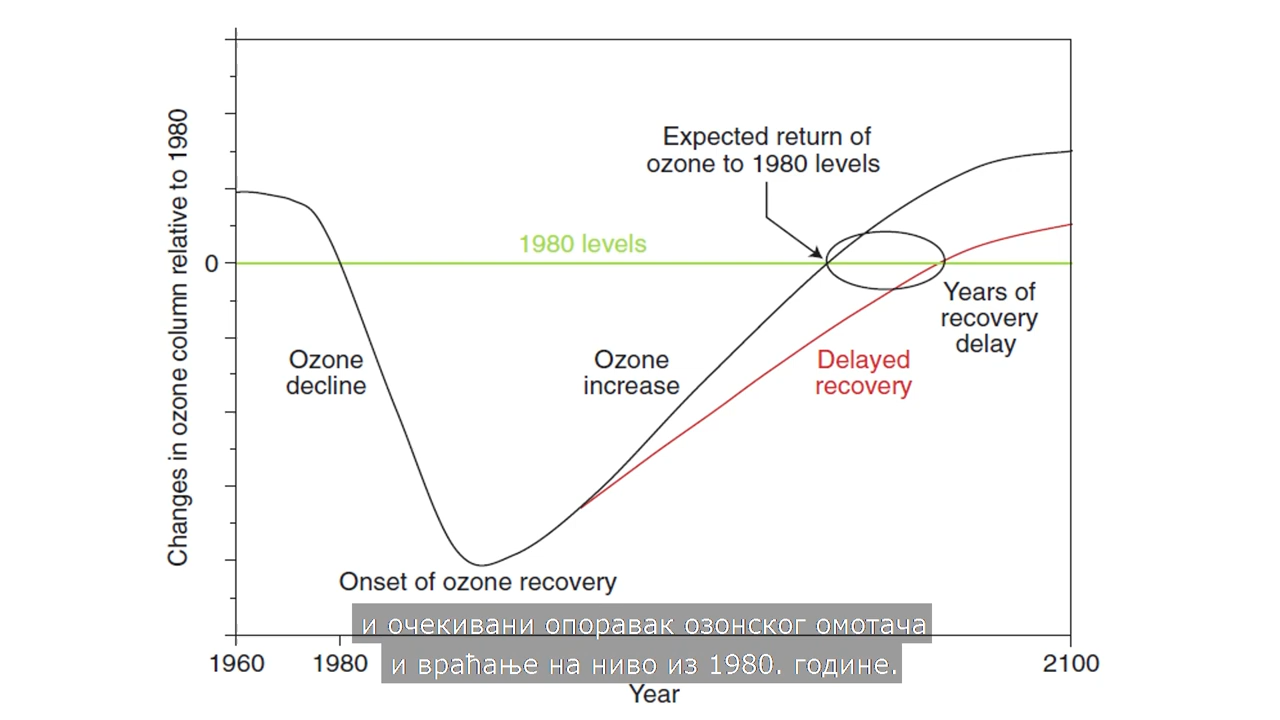 Changes in ozone column relative to 1980
Expected return of
ozone to 1980 levels
1980 levels
0
Years of
recovery
delay
Ozone
decline
Ozone
increase
Delayed
recovery
Onset of ozone recovery
и очекивани опоравак озонског омотача
и враћање на ниво из 1980. године.
1960
1980
2100
Year